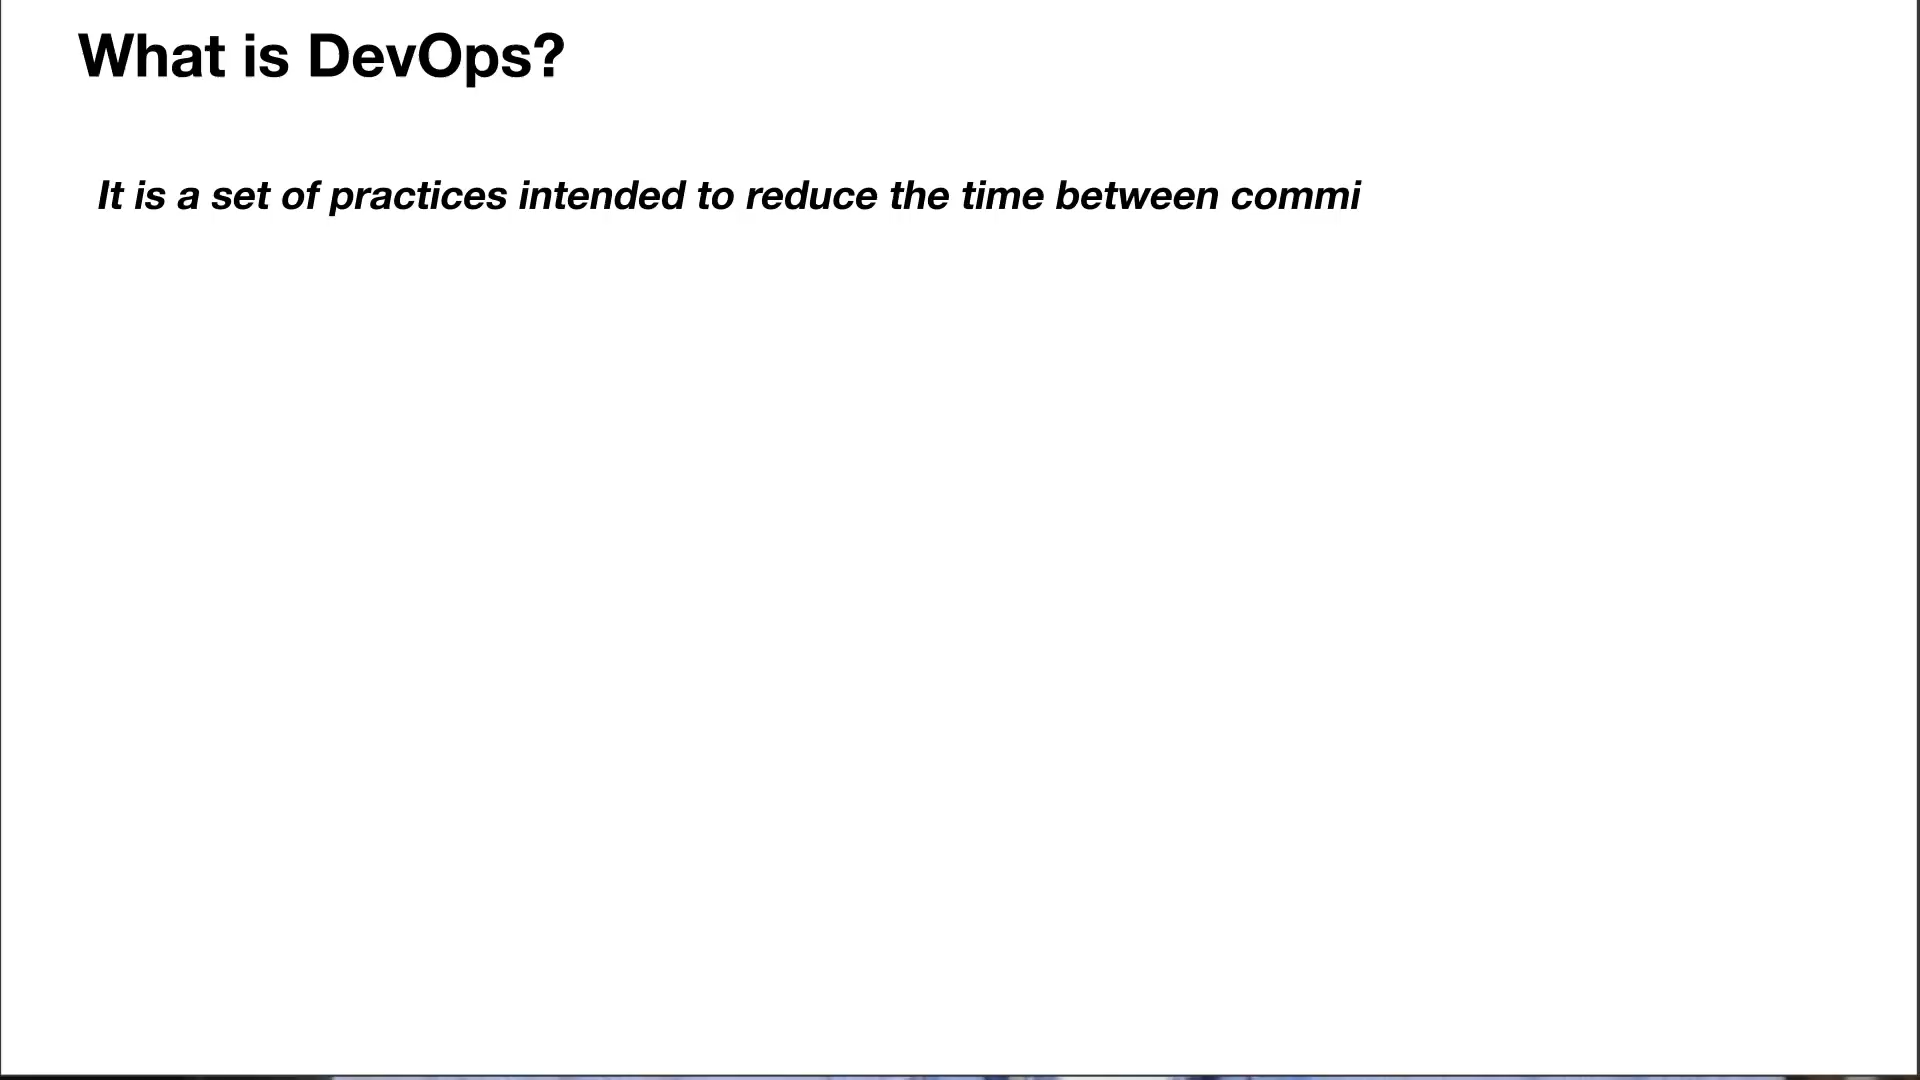 What is DevOps?
It is a set of practices intended to reduce the time between commi